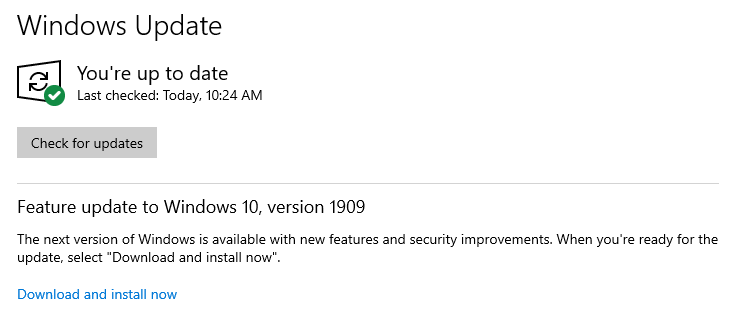 Windows Update
You're up to date
Last checked: Today, 10:24 AM
Check for updates
Feature update to Windows 10, version 1909
The next version of Windows is available with new features and security improvements. When you're ready for the
update, select "Download and install now".
Download and install now